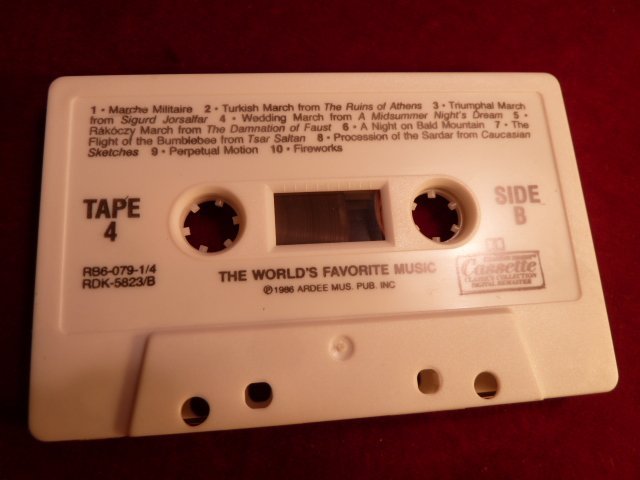 1 • Marche Militaire 2 • Turkish March from The Ruins of Athens 3 • Triumphal March
from Sigurd Jorsalfar 4 • Wedding March from A Midsummer Night's Dream 5 •
Rákóczy March from The Damnation of Faust 6 • A Night on Bald Mountain 7 • The
Flight of the Bumblebee from Tsar Saltan 8 • Procession of the Sardar from Caucasian
Sketches 9 • Perpetual Motion 10 • Fireworks
TAPE
4
SIDE
B
RB6-079-1/4
RDK-5823/B
THE WORLD'S FAVORITE MUSIC
℗1986 ARDEE MUS. PUB. INC
Cassette
CLASSICS COLLECTION
DIGITAL REMASTER